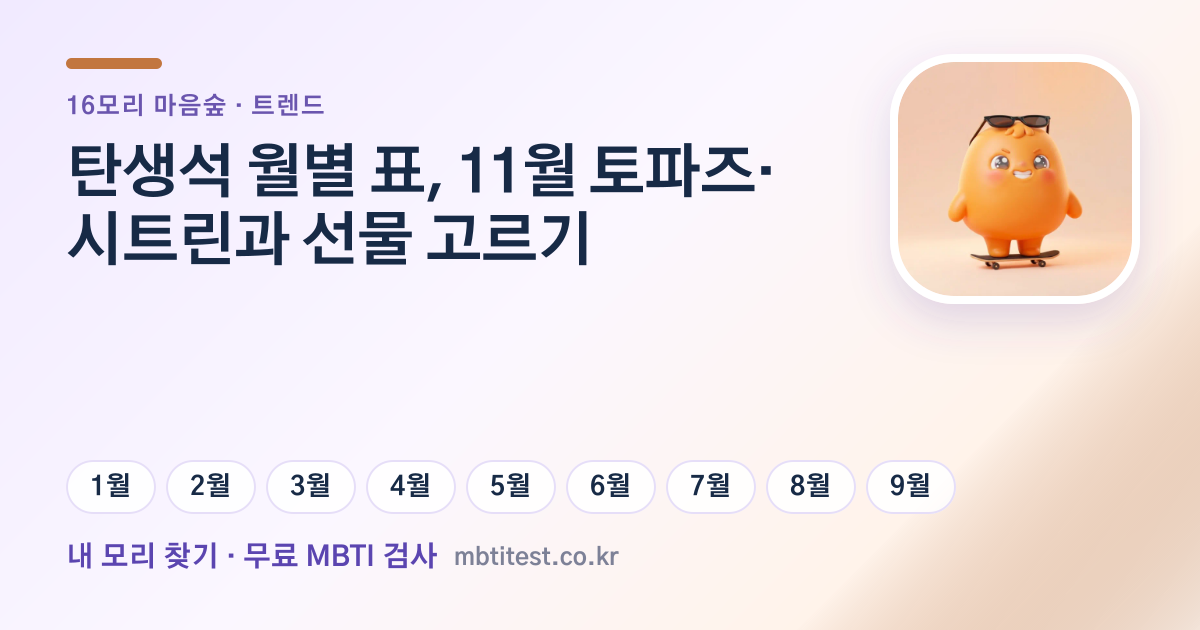 16모리 마음숲 · 트렌드
탄생석 월별 표, 11월 토파즈·
시트린과 선물 고르기
1월 2월 3월 4월 5월 6월 7월 8월 9월
내 모리 찾기 · 무료 MBTI 검사 mbtitest.co.kr